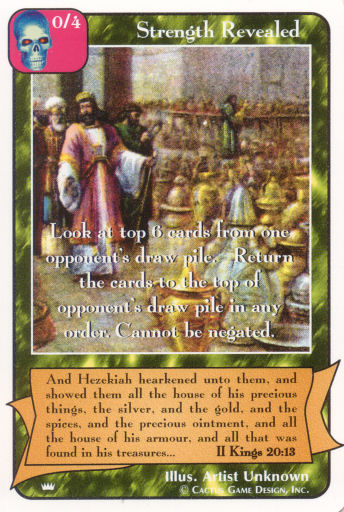 0/4
Strength Revealed
Look at top 6 cards from one
opponent's draw pile. Return
the cards to the top of
opponent's draw pile in any
order. Cannot be negated.
And Hezekiah hearkened unto them, and
showed them all the house of his precious
things, the silver, and the gold, and the
spices, and the precious ointment, and all
the house of his armour, and all that was
found in his treasures... II Kings 20:13
Illus. Artist Unknown
© Cactus Game Design, Inc.